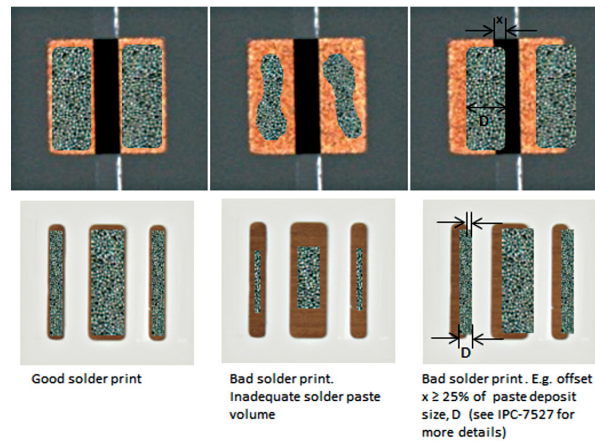 x
D
D
Good solder print
Bad solder print.
Inadequate solder paste
volume
Bad solder print. E.g. offset
x ≥ 25% of paste deposit
size, D (see IPC-7527 for
more details)